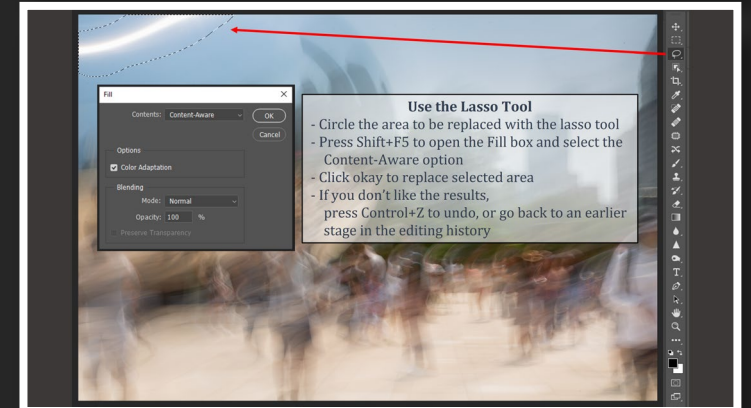 Fill
Contents: Content-Aware
OK
Cancel
Options
Color Adaptation
Blending
Mode: Normal
Opacity: 100 %
Preserve Transparency
Use the Lasso Tool
- Circle the area to be replaced with the lasso tool
- Press Shift+F5 to open the Fill box and select the
Content-Aware option
- Click okay to replace selected area
- If you don't like the results,
press Control+Z to undo, or go back to an earlier
stage in the editing history